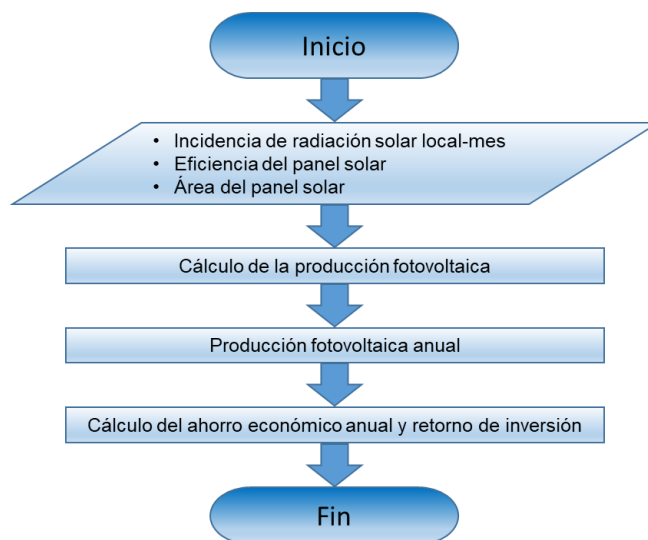 Inicio
• Incidencia de radiación solar local-mes
• Eficiencia del panel solar
• Área del panel solar
Cálculo de la producción fotovoltaica
Producción fotovoltaica anual
Cálculo del ahorro económico anual y retorno de inversión
Fin